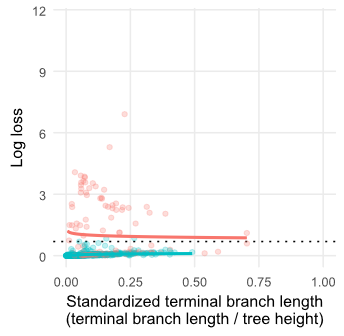 12
9
6
3
0
Log loss
0.00 0.25 0.50 0.75 1.00
Standardized terminal branch length
(terminal branch length / tree height)